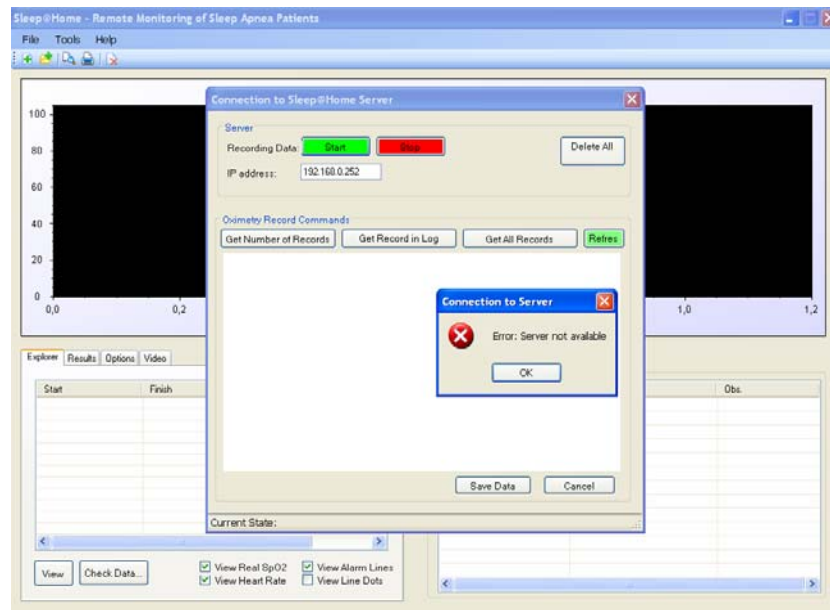 Sleep@Home - Remote Monitoring of Sleep Apnea Patients
File Tools Help
Connection to Sleep@Home Server
Server
Recording Data: Start Stop Delete All
IP address: 192.168.0.252
Oximetry Record Commands
Get Number of Records Get Record in Log Get All Records Refres
Connection to Server
Error: Server not available
OK
Save Data Cancel
Current State:
100
80
60
40
20
0
0,0 0,2 1,0 1,2
Explorer Results Options Video
Start Finish Obs.
View Check Data... View Real SpO2 View Alarm Lines
View Heart Rate View Line Dots